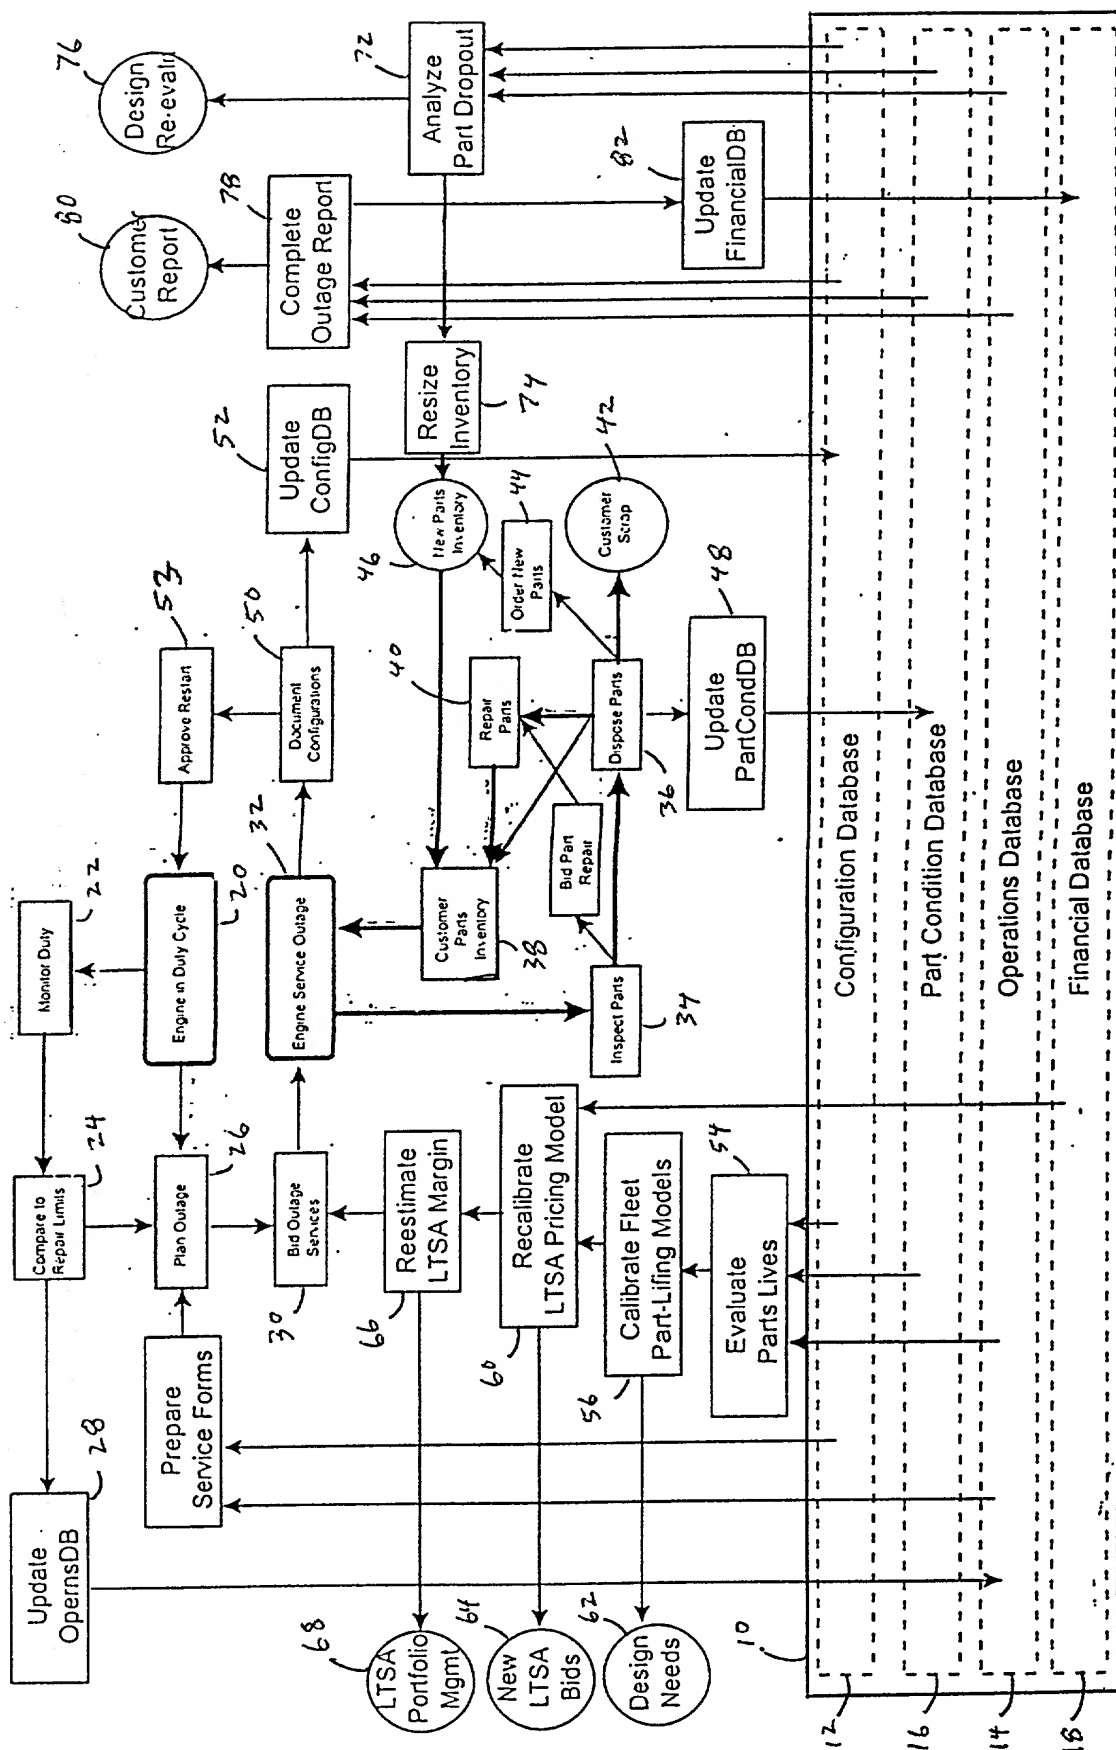 Update
OpernsDB
28
Compare to
Repair Limits
24
Monitor Duty
22
Prepare
Service Forms
Plan Outage
26
Engine in Duty Cycle
20
Approve Restart
53
Customer
Report
80
Design
76
Bid Outage
Services
30
Engine Service Outage
32
Document
Configurations
50
Update
ConfigDB
52
Complete
Outage Report
78
LTSA
Portfolio
Mgmt
68
Reestimate
LTSA Margin
66
Customer
Parts
Inventory
38
New Parts
Inventory
46
Resize
Inventory
74
Analyze
Part Dropout
72
New
LTSA
Bids
64
Recalibrate
LTSA Pricing Model
60
Repair
Parts
40
Order New
Parts
44
Bid Part
Repair
Design
Needs
62
Calibrate Fleet
Part-Lifing Models
56
Inspect Parts
34
Dispose Parts
36
Customer
Scrap
42
Evaluate
Parts Lives
54
Update
PartCondDB
48
Update
FinancialDB
82
10
12
Configuration Database
16
Part Condition Database
14
Operations Database
18
Financial Database